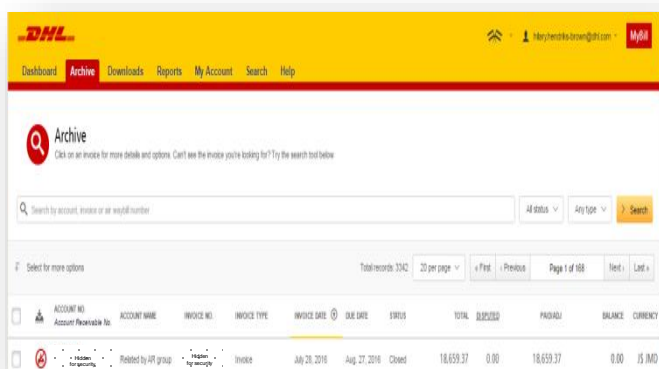 DHL
hilary.hendriks-brown@dhl.com
MyBill
Dashboard Archive Downloads Reports My Account Search Help
Archive
Click on an invoice for more details and options. Can't see the invoice you're looking for? Try the search tool below
Search by account, invoice or air waybill number
All status
Any type
› Search
Select for more options
Total records: 3342
20 per page
« First ‹ Previous Page 1 of 168 Next › Last »
ACCOUNT NO. ACCOUNT NAME INVOICE NO. INVOICE TYPE INVOICE DATE DUE DATE STATUS TOTAL DISPUTED PAID/ADJ BALANCE CURRENCY
Account Receivable No.
Hidden for security Related by AR group Hidden for security Invoice July 28, 2016 Aug. 27, 2016 Closed 18,659.37 0.00 18,659.37 0.00 J$ JMD